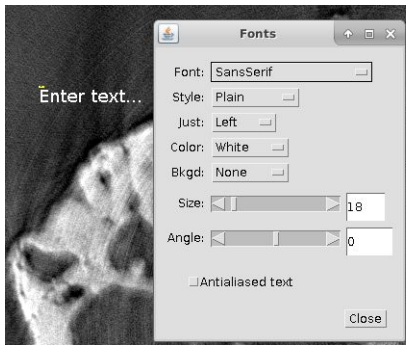 Enter text...
Fonts
Font: SansSerif
Style: Plain
Just: Left
Color: White
Bkgd: None
Size: 18
Angle: 0
Antialiased text
Close